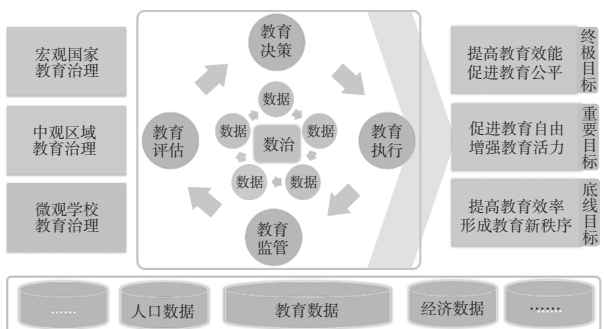 宏观国家
教育治理
中观区域
教育治理
微观学校
教育治理
教育
决策
教育
执行
教育
监管
教育
评估
数据
数据
数据
数据
数据
数治
提高教育效能
促进教育公平
终极目标
促进教育自由
增强教育活力
重要目标
提高教育效率
形成教育新秩序
底线目标
……
人口数据
教育数据
经济数据
……